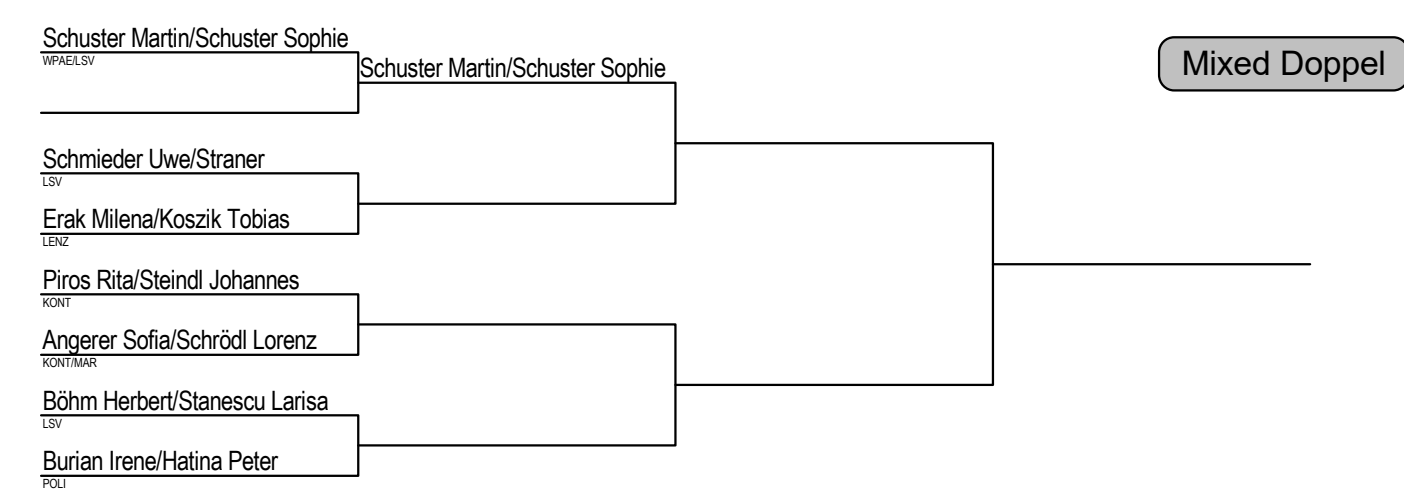 Schuster Martin/Schuster Sophie
WPAE/LSV
Schuster Martin/Schuster Sophie
Mixed Doppel
Schmieder Uwe/Straner
LSV
Erak Milena/Koszik Tobias
LENZ
Piros Rita/Steindl Johannes
KONT
Angerer Sofia/Schrödl Lorenz
KONT/MAR
Böhm Herbert/Stanescu Larisa
LSV
Burian Irene/Hatina Peter
POLI